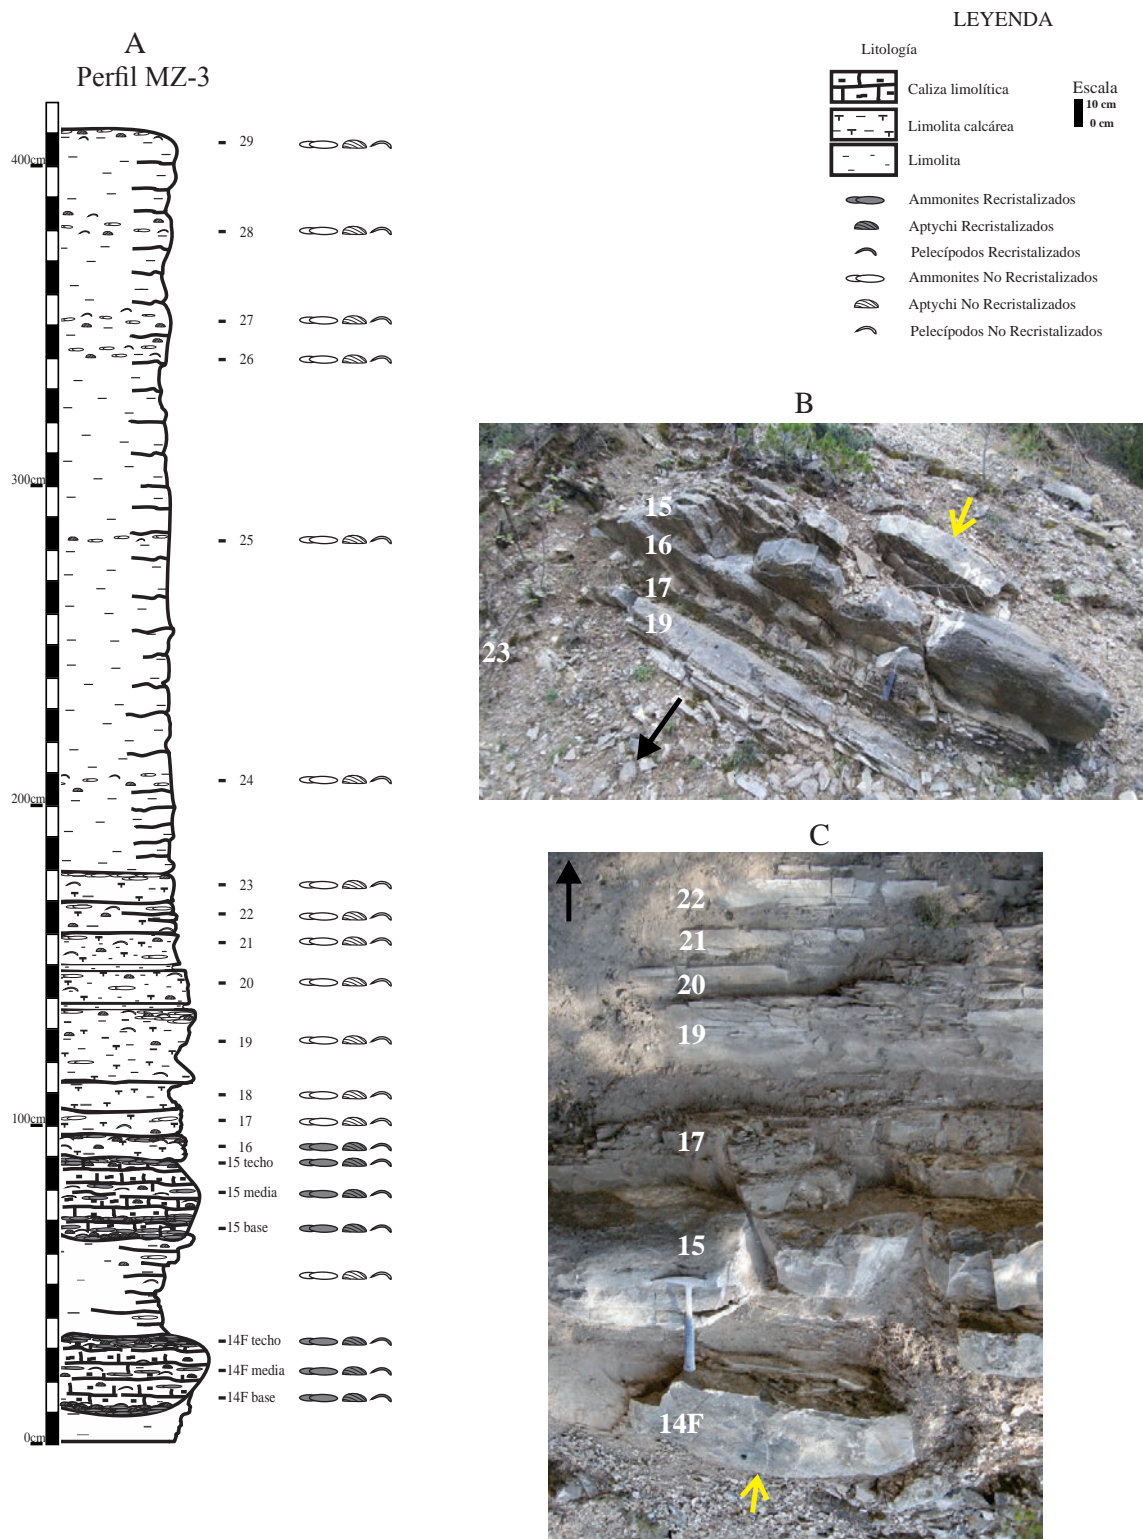 A
Perfil MZ-3
400cm
300cm
200cm
100cm
0cm
29
28
27
26
25
24
23
22
21
20
19
18
17
16
15 techo
15 media
15 base
14F techo
14F media
14F base
LEYENDA
Litología
Caliza limolítica
Limolita calcárea
Limolita
Escala
10 cm
0 cm
Ammonites Recristalizados
Aptychi Recristalizados
Pelecípodos Recristalizados
Ammonites No Recristalizados
Aptychi No Recristalizados
Pelecípodos No Recristalizados
B
15
16
17
19
23
C
22
21
20
19
17
15
14F